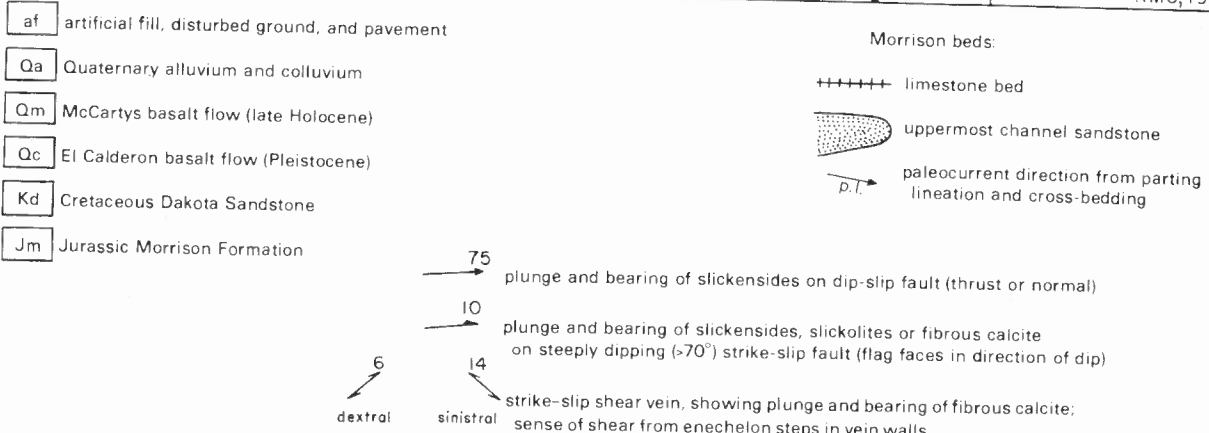 af artificial fill, disturbed ground, and pavement
Qa Quaternary alluvium and colluvium
Qm McCartys basalt flow (late Holocene)
Qc El Calderon basalt flow (Pleistocene)
Kd Cretaceous Dakota Sandstone
Jm Jurassic Morrison Formation
Morrison beds:
limestone bed
uppermost channel sandstone
p.l. paleocurrent direction from parting
lineation and cross-bedding
75 plunge and bearing of slickensides on dip-slip fault (thrust or normal)
10 plunge and bearing of slickensides, slickolites or fibrous calcite
on steeply dipping (>70°) strike-slip fault (flag faces in direction of dip)
6 14
dextral sinistral
strike-slip shear vein, showing plunge and bearing of fibrous calcite;
sense of shear from enechelon steps in vein walls